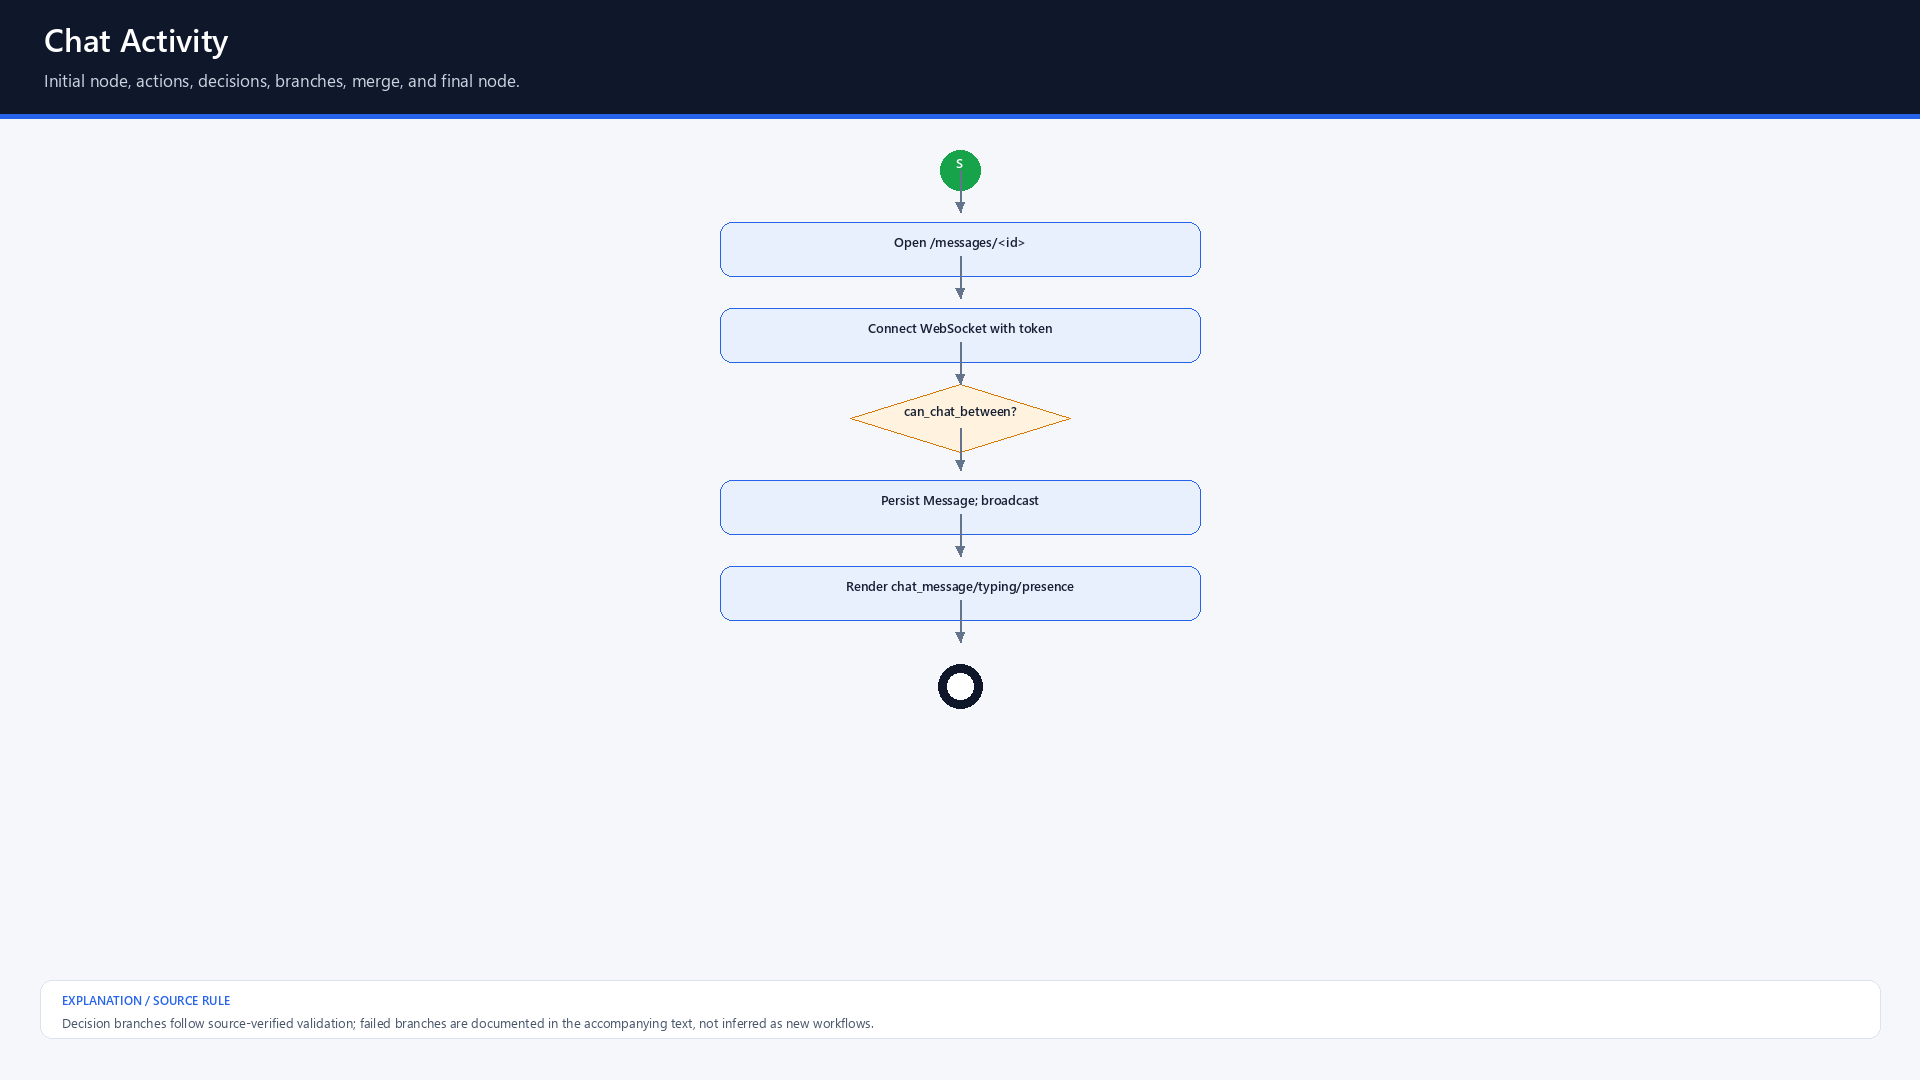 Chat Activity
Initial node, actions, decisions, branches, merge, and final node.
S
Open /messages/<id>
Connect WebSocket with token
can_chat_between?
Persist Message; broadcast
Render chat_message/typing/presence
EXPLANATION / SOURCE RULE
Decision branches follow source-verified validation; failed branches are documented in the accompanying text, not inferred as new workflows.